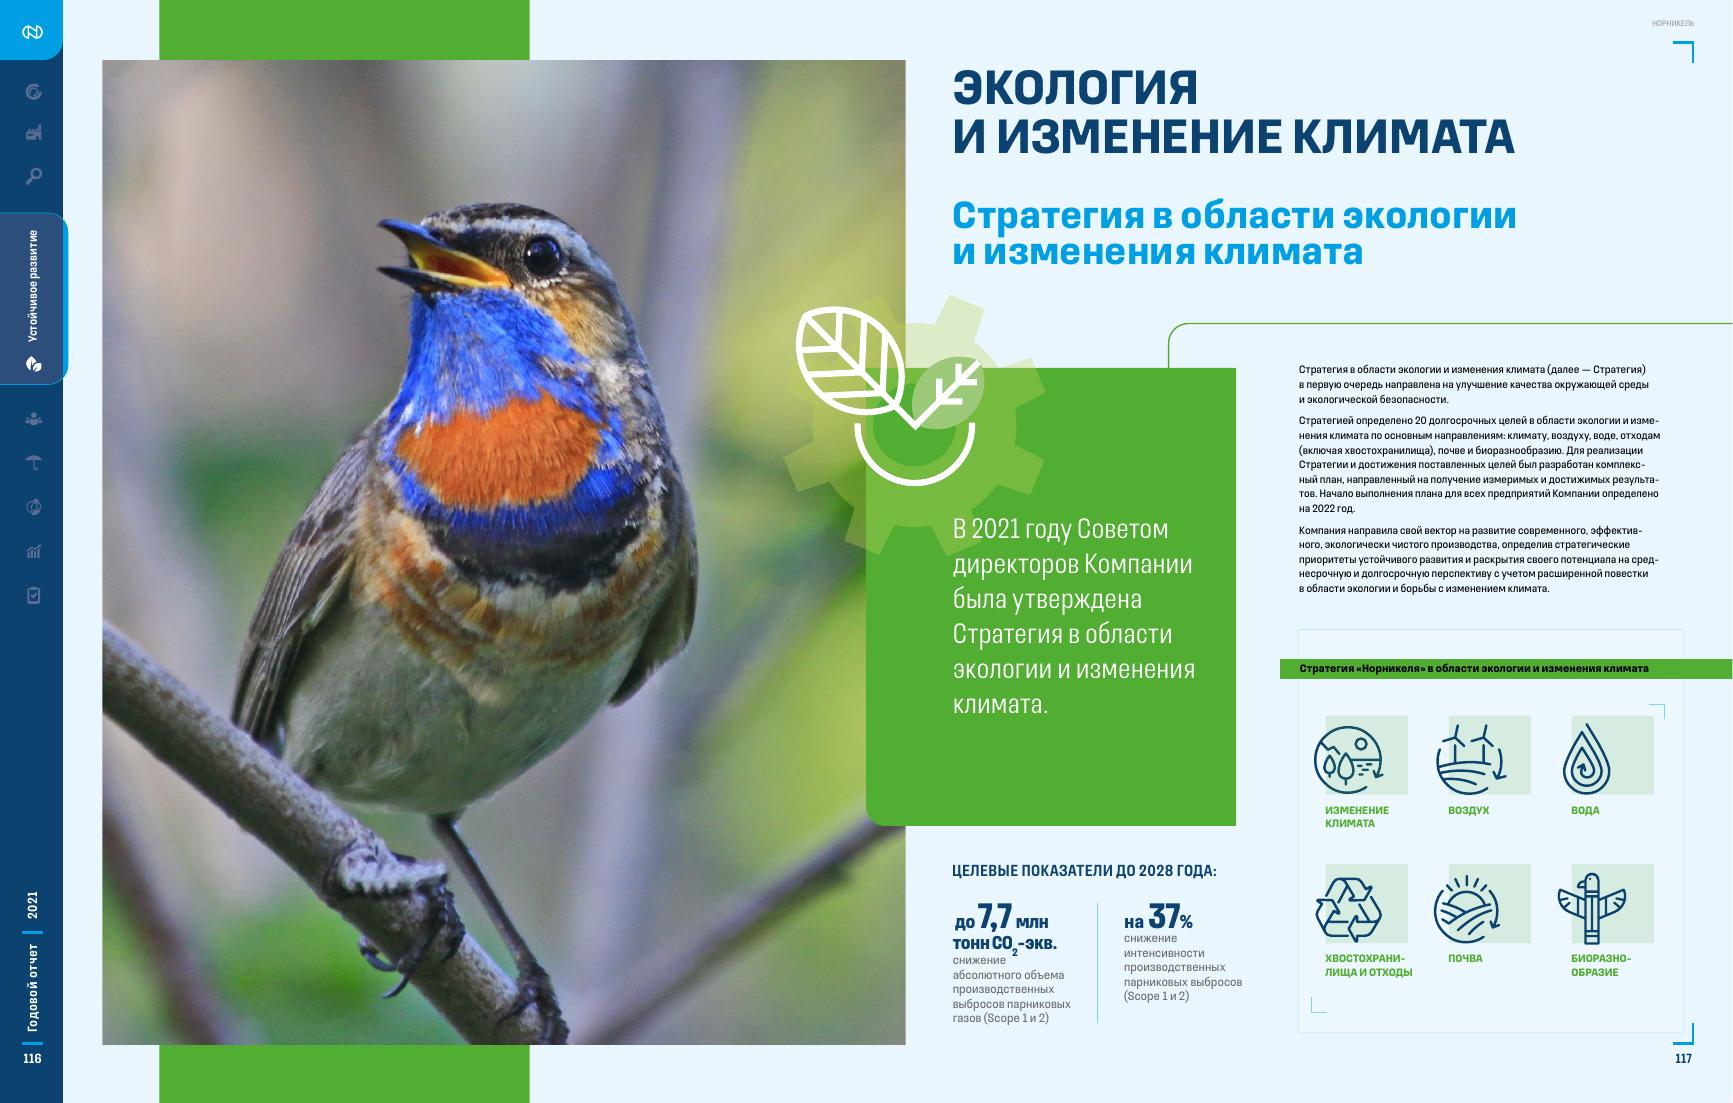 НОРНИКЕЛЬ
ЭКОЛОГИЯ
И ИЗМЕНЕНИЕ КЛИМАТА
Стратегия в области экологии
и изменения климата
Устойчивое развитие
В 2021 году Советом
директоров Компании
была утверждена
Стратегия в области
экологии и изменения
климата.
Стратегия в области экологии и изменения климата (далее — Стратегия)
в первую очередь направлена на улучшение качества окружающей среды
и экологической безопасности.
Стратегией определено 20 долгосрочных целей в области экологии и изме-
нения климата по основным направлениям: климату, воздуху, воде, отходам
(включая хвостохранилища), почве и биоразнообразию. Для реализации
Стратегии и достижения поставленных целей был разработан комплекс-
ный план, направленный на получение измеримых и достижимых результа-
тов. Начало выполнения плана для всех предприятий Компании определено
на 2022 год.
Компания направила свой вектор на развитие современного, эффектив-
ного, экологически чистого производства, определив стратегические
приоритеты устойчивого развития и раскрытия своего потенциала на сред-
несрочную и долгосрочную перспективу с учетом расширенной повестки
в области экологии и борьбы с изменением климата.
Стратегия «Норникеля» в области экологии и изменения климата
ИЗМЕНЕНИЕ
КЛИМАТА
ВОЗДУХ
ВОДА
ХВОСТОХРАНИ-
ЛИЩА И ОТХОДЫ
ПОЧВА
БИОРАЗНО-
ОБРАЗИЕ
ЦЕЛЕВЫЕ ПОКАЗАТЕЛИ ДО 2028 ГОДА:
до 7,7 млн
тонн CO2-экв.
снижение
абсолютного объема
производственных
выбросов парниковых
газов (Scope 1 и 2)
на 37%
снижение
интенсивности
производственных
парниковых выбросов
(Scope 1 и 2)
Годовой отчет | 2021
116
117